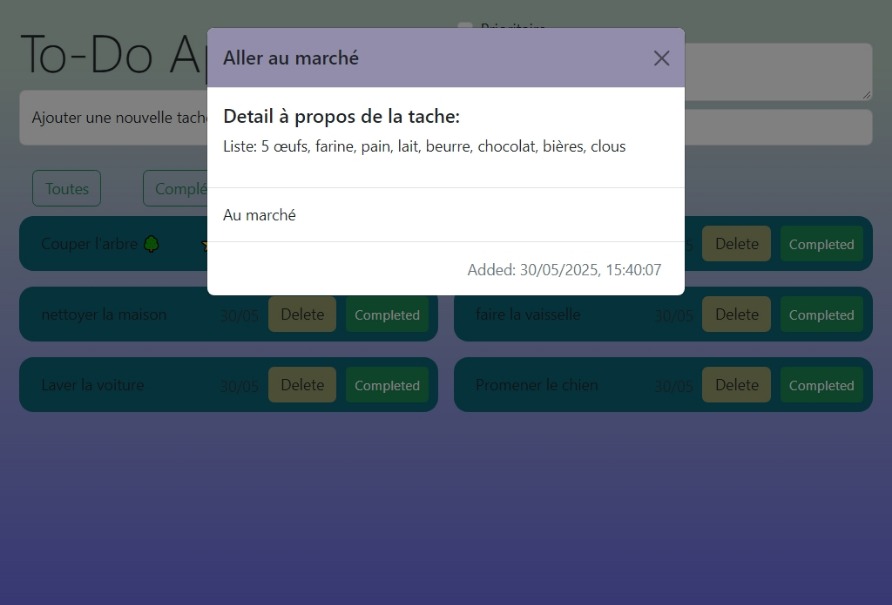 Prioritaire
To-Do Ap
Aller au marché
Ajouter une nouvelle tache
Detail à propos de la tache:
Liste: 5 œufs, farine, pain, lait, beurre, chocolat, bières, clous
Au marché
Added: 30/05/2025, 15:40:07
Toutes
Complé
Couper l'arbre
Delete
Completed
nettoyer la maison 30/05 Delete Completed
faire la vaisselle 30/05 Delete Completed
Laver la voiture 30/05 Delete Completed
Promener le chien 30/05 Delete Completed